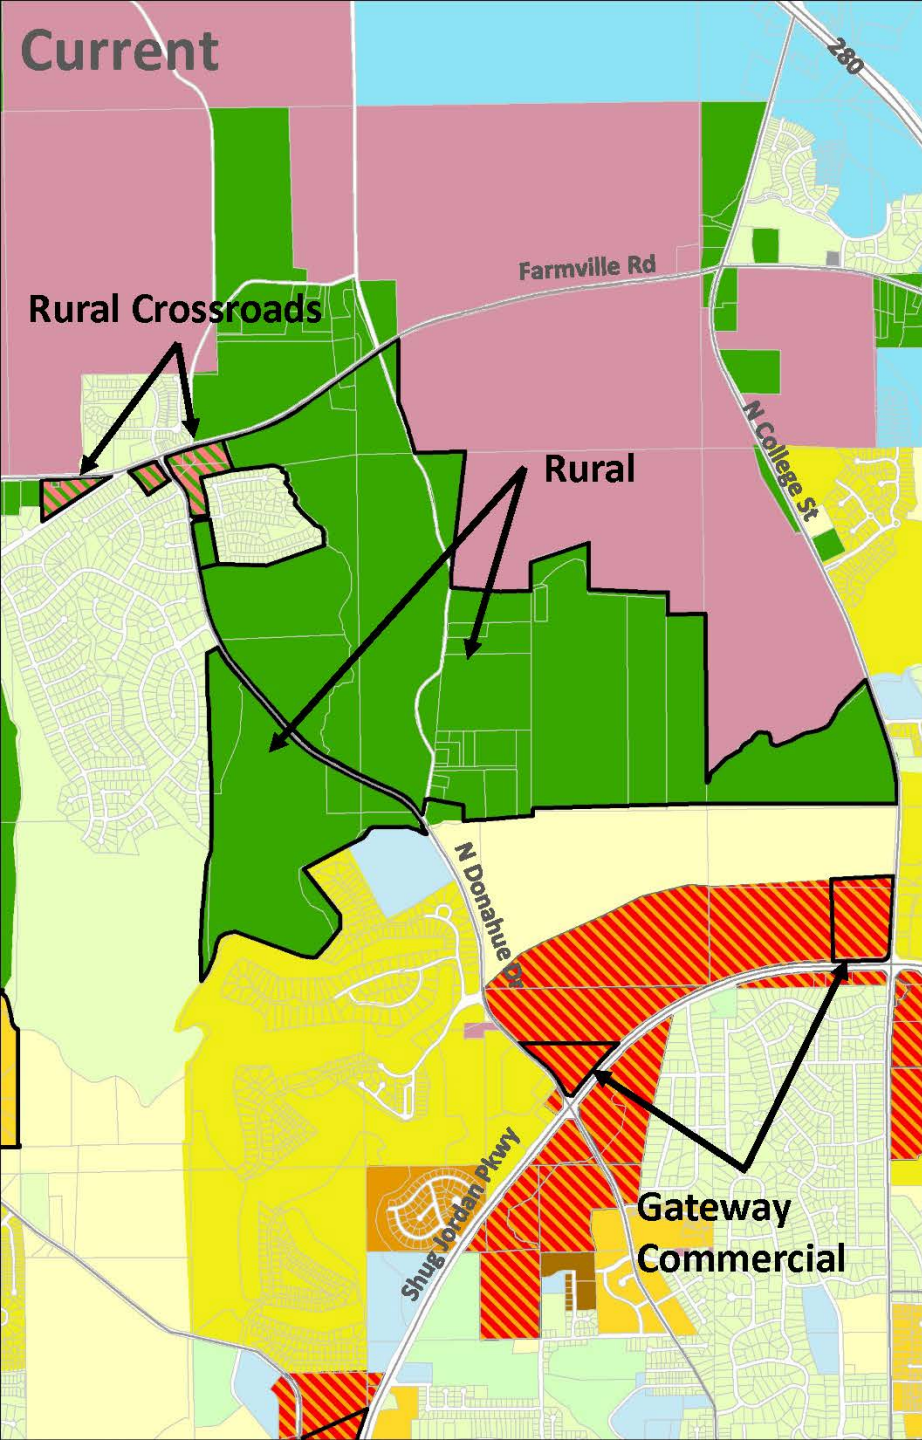 Current
280
Farmville Rd
Rural Crossroads
N College St
Rural
N Donahue Dr
Shug Jordan Pkwy
Gateway
Commercial